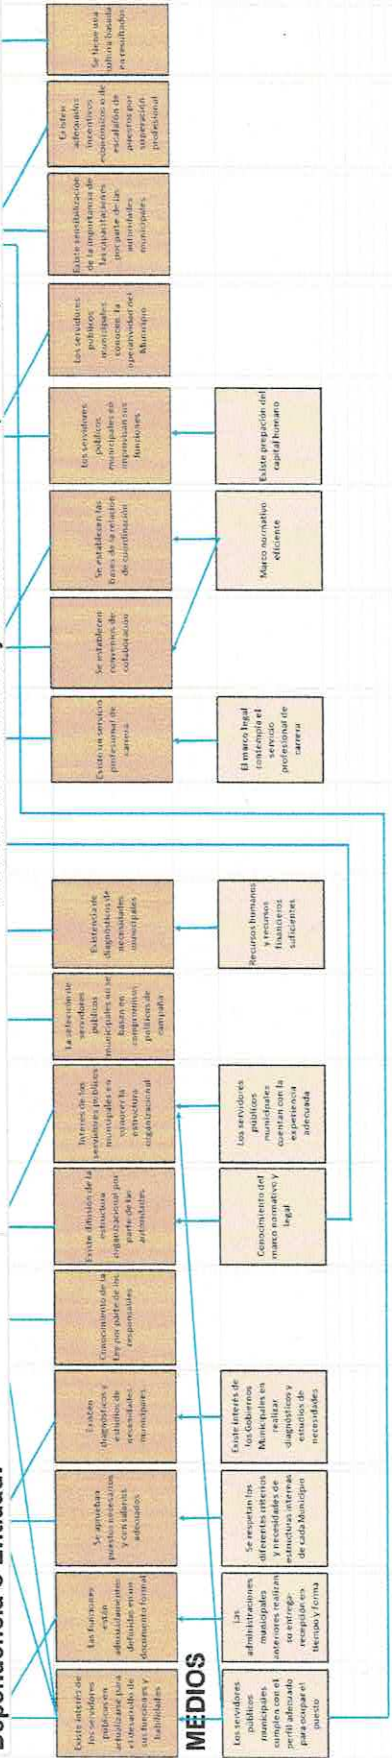 Dependencia o Entidad:
Existe interés de
los servidores
públicos en
actualizarse para
el desarrollo de
sus funciones y
habilidades
Las funciones
están
adecuadamente
definidas en un
documento formal
Se aprueban
puestos necesarios
y con salarios
adecuados
Existen
diagnósticos y
estudios de
necesidades
municipales
Conocimiento de la
Ley por parte de los
responsables
Existe difusión de la
estructura
organizacional por
parte de las
autoridades
Interés de los
servidores públicos
municipales en
conocer la
estructura
organizacional
La selección de
servidores
públicos
municipales no se
basan en
compromisos
políticos de
campaña
Existencia de
diagnósticos de
necesidades
municipales
Existe un servicio
profesional de
carrera
Se establecen
convenios de
colaboración
Se establecen las
bases de la relación
de coordinación
Los servidores
públicos
municipales
improvisan sus
funciones
Los servidores
públicos
municipales
conocen la
operatividad del
Municipio
Existe sensibilización
de la importancia de
las capacitaciones
por parte de las
autoridades
municipales
Existen
adecuados
incentivos
económicos o de
escalafón de
puestos por
superación
profesional
Se tiene una
cultura basada
en resultados
MEDIOS
Los servidores
públicos
municipales
cumplen con el
perfil adecuado
para ocupar el
puesto
Las
administraciones
municipales
anteriores realizan
su entrega-
recepción en
tiempo y forma
Se respetan los
diferentes criterios
y necesidades de
estructuras internas
de cada Municipio
Existe interés de
los Gobiernos
Municipales en
realizar
diagnósticos y
estudios de
necesidades
Conocimiento del
marco normativo y
legal
Los servidores
públicos
municipales
cuentan con la
experiencia
adecuada
Recursos humanos
y recursos
financieros
suficientes
El marco legal
contempla el
servicio
profesional de
carrera
Marco normativo
eficiente
Existe prepación del
capital humano